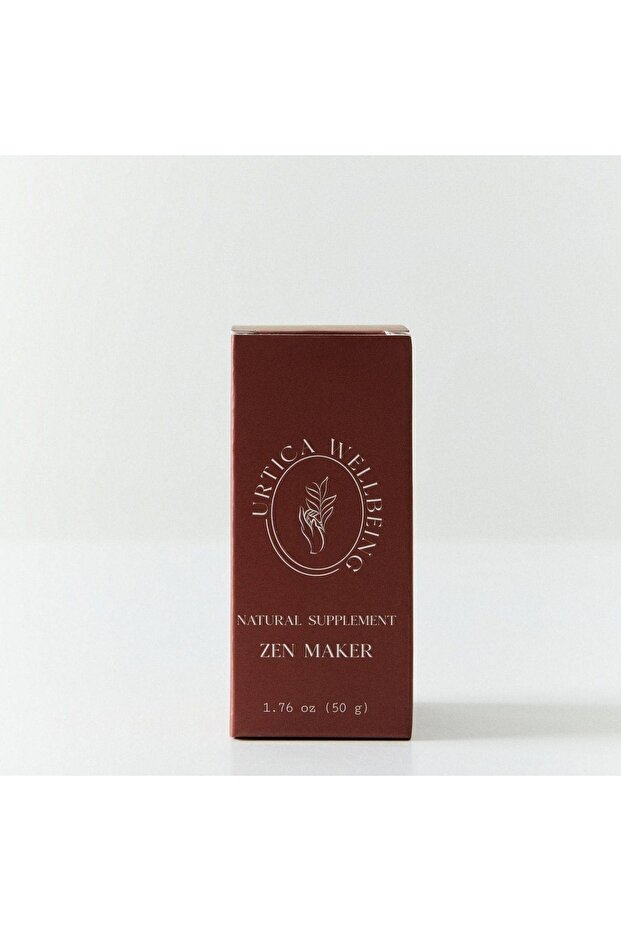 URTICA WELLBEING
NATURAL SUPPLEMENT
ZEN MAKER
1.76 oz (50 g)